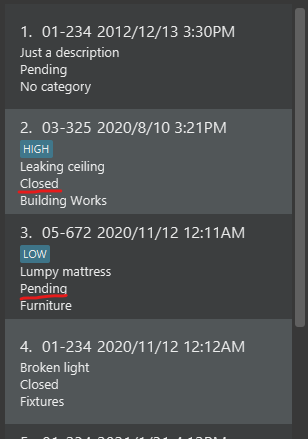 1. 01-234 2012/12/13 3:30PM
Just a description
Pending
No category
2. 03-325 2020/8/10 3:21PM
HIGH
Leaking ceiling
Closed
Building Works
3. 05-672 2020/11/12 12:11AM
LOW
Lumpy mattress
Pending
Furniture
4. 01-234 2020/11/12 12:12AM
Broken light
Closed
Fixtures